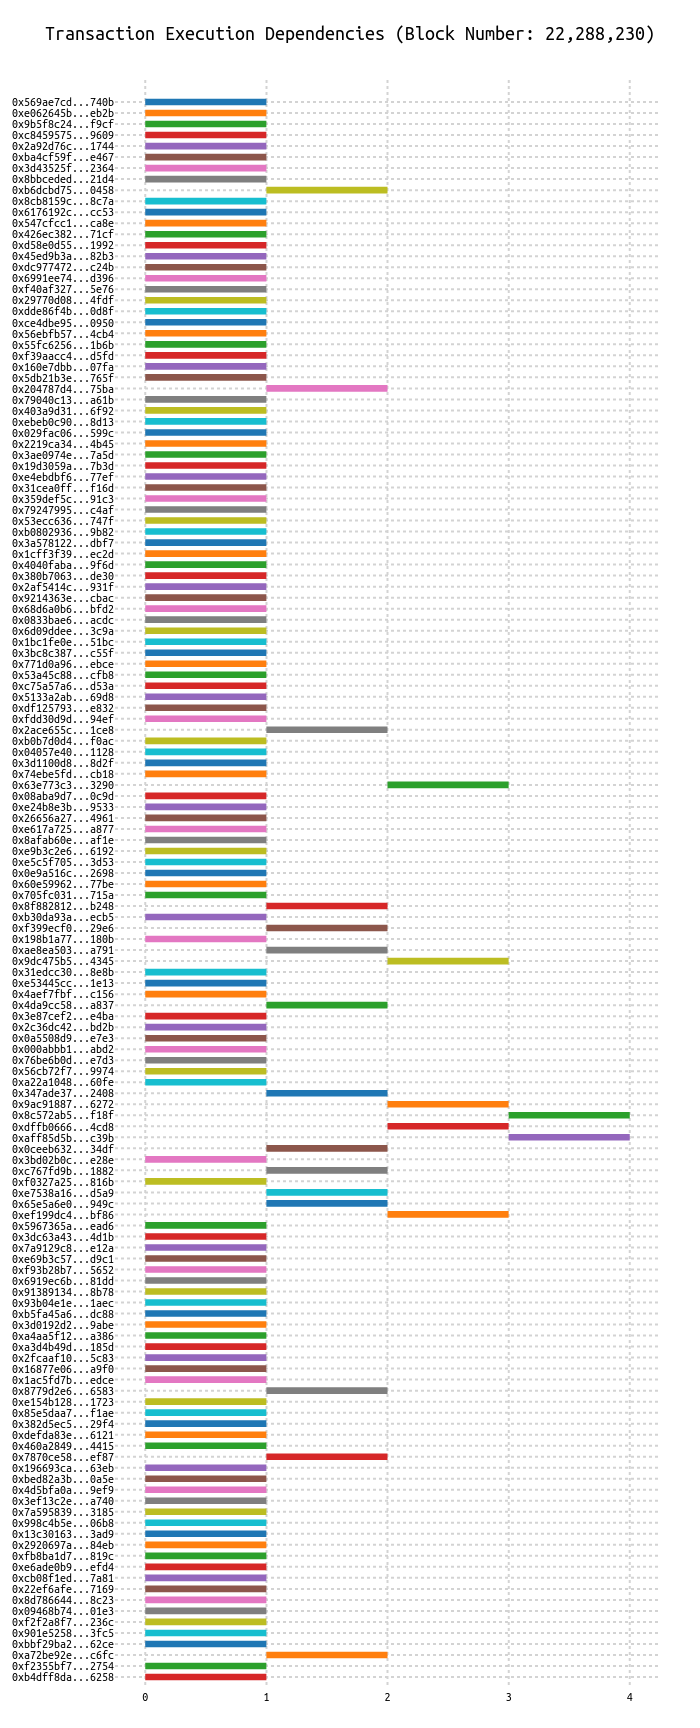 Transaction Execution Dependencies (Block Number: 22,288,230)
0x569ae7cd...740b
0xe062645b...eb2b
0x9b5f8c24...f9cf
0xc8459575...9609
0x2a92d76c...1744
0xba4cf59f...e467
0x3d43525f...2364
0x8bbceded...21d4
0xb6dcbd75...0458
0x8cb8159c...8c7a
0x6176192c...cc53
0x547cfcc1...ca8e
0x426ec382...71cf
0xd58e0d55...1992
0x45ed9b3a...82b3
0xdc977472...c24b
0x6991ee74...d396
0xf40af327...5e76
0x29770d08...4fdf
0xdde86f4b...0d8f
0xce4dbe95...0950
0x56ebfb57...4cb4
0x55fc6256...1b6b
0xf39aacc4...d5fd
0x160e7dbb...07fa
0x5db21b3e...765f
0x204787d4...75ba
0x79040c13...a61b
0x403a9d31...6f92
0xebeb0c90...8d13
0x029fac06...599c
0x2219ca34...4b45
0x3ae0974e...7a5d
0x19d3059a...7b3d
0xe4ebdbf6...77ef
0x31cea0ff...f16d
0x359def5c...91c3
0x79247995...c4af
0x53ecc636...747f
0xb0802936...9b82
0x3a578122...dbf7
0x1cff3f39...ec2d
0x4040faba...9f6d
0x380b7063...de30
0x2af5414c...931f
0x9214363e...cbac
0x68d6a0b6...bfd2
0x0833bae6...acdc
0x6d09ddee...3c9a
0x1bc1fe0e...51bc
0x3bc8c387...c55f
0x771d0a96...ebce
0x53a45c88...cfb8
0xc75a57a6...d53a
0x5133a2ab...69d8
0xdf125793...e832
0xfdd30d9d...94ef
0x2ace655c...1ce8
0xb0b7d0d4...f0ac
0x04057e40...1128
0x3d1100d8...8d2f
0x74ebe5fd...cb18
0x63e773c3...3290
0x08aba9d7...0c9d
0xe24b8e3b...9533
0x26656a27...4961
0xe617a725...a877
0x8afab60e...af1e
0xe9b3c2e6...6192
0xe5c5f705...3d53
0x0e9a516c...2698
0x60e59962...77be
0x705fc031...715a
0x8f882812...b248
0xb30da93a...ecb5
0xf399ecf0...29e6
0x198b1a77...180b
0xae8ea503...a791
0x9dc475b5...4345
0x31edcc30...8e8b
0xe53445cc...1e13
0x4aef7fbf...c156
0x4da9cc58...a837
0x3e87cef2...e4ba
0x2c36dc42...bd2b
0x0a5508d9...e7e3
0x000abbb1...abd2
0x76be6b0d...e7d3
0x56cb72f7...9974
0xa22a1048...60fe
0x347ade37...2408
0x9ac91887...6272
0x8c572ab5...f18f
0xdffb0666...4cd8
0xaff85d5b...c39b
0x0ceeb632...34df
0x3bd02b0c...e28e
0xc767fd9b...1882
0xf0327a25...816b
0xe7538a16...d5a9
0x65e5a6e0...949c
0xef199dc4...bf86
0x5967365a...ead6
0x3dc63a43...4d1b
0x7a9129c8...e12a
0xe69b3c57...d9c1
0xf93b28b7...5652
0x6919ec6b...81dd
0x91389134...8b78
0x93b04e1e...1aec
0xb5fa45a6...dc88
0x3d0192d2...9abe
0xa4aa5f12...a386
0xa3d4b49d...185d
0x2fcaaf10...5c83
0x16877e06...a9f0
0x1ac5fd7b...edce
0x8779d2e6...6583
0xe154b128...1723
0x85e5daa7...f1ae
0x382d5ec5...29f4
0xdefda83e...6121
0x460a2849...4415
0x7870ce58...ef87
0x196693ca...63eb
0xbed82a3b...0a5e
0x4d5bfa0a...9ef9
0x3ef13c2e...a740
0x7a595839...3185
0x998c4b5e...06b8
0x13c30163...3ad9
0x2920697a...84eb
0xfb8ba1d7...819c
0xe6ade0b9...efd4
0xcb08f1ed...7a81
0x22ef6afe...7169
0x8d786644...8c23
0x09468b74...01e3
0xf2f2a8f7...236c
0x901e5258...3fc5
0xbbf29ba2...62ce
0xa72be92e...c6fc
0xf2355bf7...2754
0xb4dff8da...6258
0 1 2 3 4